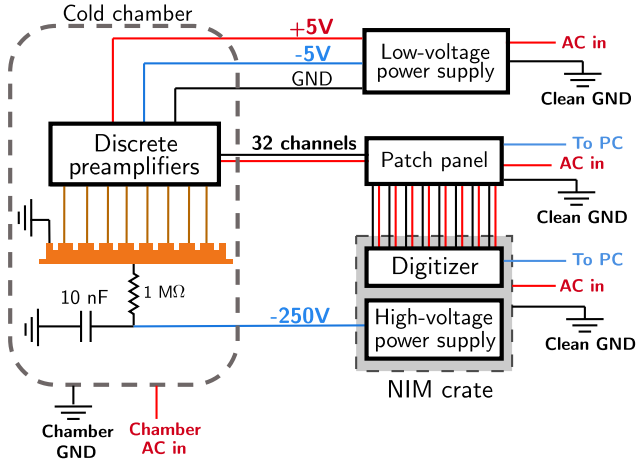 Cold chamber
+5V
-5V
GND
Low-voltage
power supply
AC in
Clean GND
Discrete
preamplifiers
32 channels
Patch panel
To PC
AC in
Clean GND
10 nF
1 MΩ
-250V
Digitizer
High-voltage
power supply
To PC
AC in
Clean GND
NIM crate
Chamber
GND
Chamber
AC in